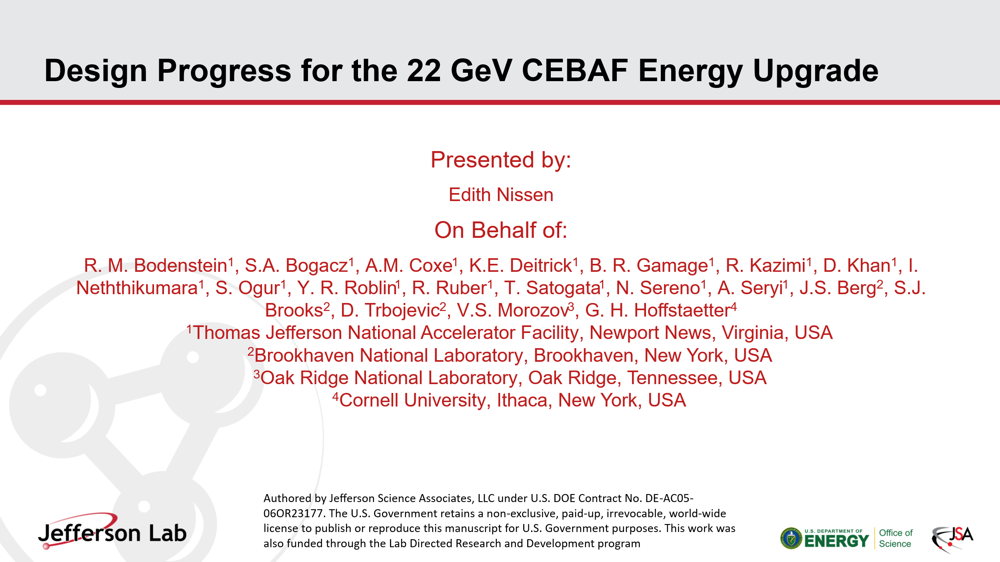 Design Progress for the 22 GeV CEBAF Energy Upgrade
Presented by:
Edith Nissen
On Behalf of:
R. M. Bodenstein¹, S.A. Bogacz¹, A.M. Coxe¹, K.E. Deitrick¹, B. R. Gamage¹, R. Kazimi¹, D. Khan¹, I.
Neththikumara¹, S. Ogur¹, Y. R. Roblin¹, R. Ruber¹, T. Satogata¹, N. Sereno¹, A. Seryi¹, J.S. Berg², S.J.
Brooks², D. Trbojevic², V.S. Morozov³, G. H. Hoffstaetter⁴
¹Thomas Jefferson National Accelerator Facility, Newport News, Virginia, USA
²Brookhaven National Laboratory, Brookhaven, New York, USA
³Oak Ridge National Laboratory, Oak Ridge, Tennessee, USA
⁴Cornell University, Ithaca, New York, USA
Authored by Jefferson Science Associates, LLC under U.S. DOE Contract No. DE-AC05-
06OR23177. The U.S. Government retains a non-exclusive, paid-up, irrevocable, world-wide
license to publish or reproduce this manuscript for U.S. Government purposes. This work was
also funded through the Lab Directed Research and Development program
Jefferson Lab
U.S. DEPARTMENT OF
ENERGY
Office of
Science
JSA